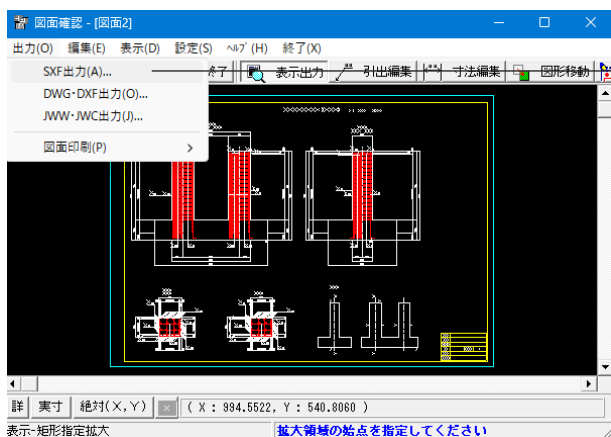 図面確認 - [図面2]
出力(O) 編集(E) 表示(D) 設定(S) ﾍﾙﾌﾟ(H) 終了(X)
SXF出力(A)...
終了 表示出力 引出編集 寸法編集 図形移動
DWG・DXF出力(O)...
JWW・JWC出力(J)...
図面印刷(P)
詳 実寸 絶対(X,Y) ( X : 994.5522, Y : 540.8060 )
表示-矩形指定拡大 拡大領域の始点を指定してください